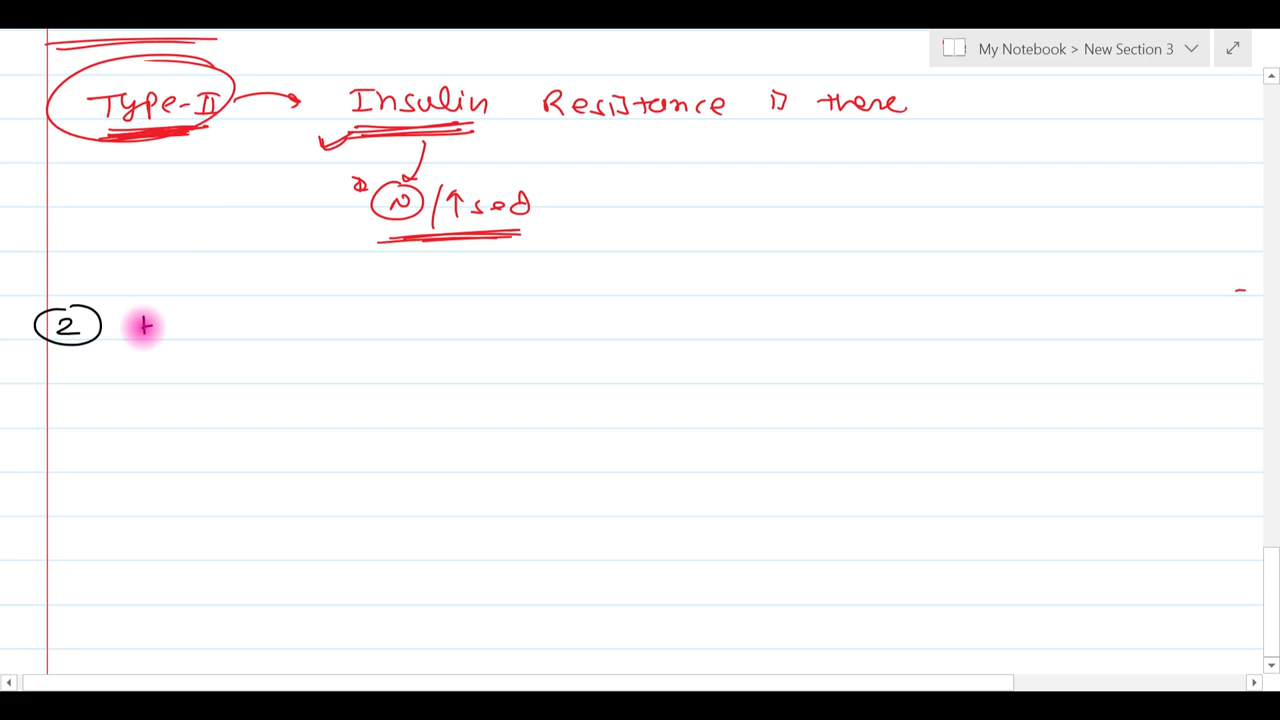 My Notebook > New Section 3
Type-II → Insulin Resistance is there
N / ↑sed
2